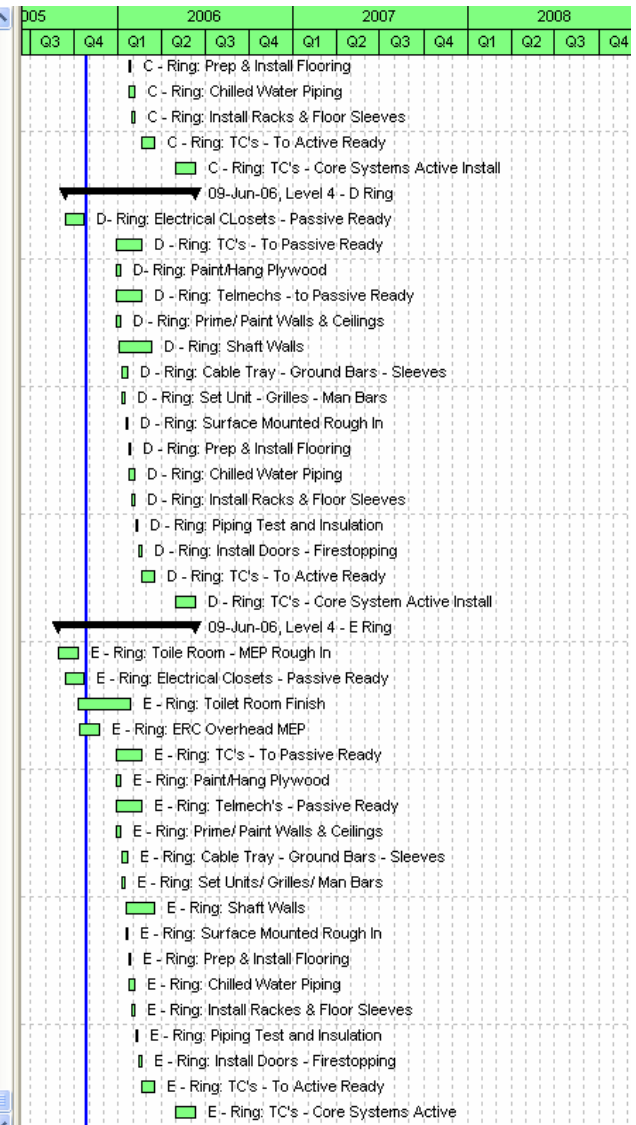 005 2006 2007 2008
Q3 Q4 Q1 Q2 Q3 Q4 Q1 Q2 Q3 Q4 Q1 Q2 Q3 Q4
C - Ring: Prep & Install Flooring
C - Ring: Chilled Water Piping
C - Ring: Install Racks & Floor Sleeves
C - Ring: TC's - To Active Ready
C - Ring: TC's - Core Systems Active Install
09-Jun-06, Level 4 - D Ring
D- Ring: Electrical CLosets - Passive Ready
D - Ring: TC's - To Passive Ready
D- Ring: Paint/Hang Plywood
D - Ring: Telmechs - to Passive Ready
D - Ring: Prime/ Paint Walls & Ceilings
D - Ring: Shaft Walls
D - Ring: Cable Tray - Ground Bars - Sleeves
D - Ring: Set Unit - Grilles - Man Bars
D - Ring: Surface Mounted Rough In
D - Ring: Prep & Install Flooring
D - Ring: Chilled Water Piping
D - Ring: Install Racks & Floor Sleeves
D - Ring: Piping Test and Insulation
D - Ring: Install Doors - Firestopping
D - Ring: TC's - To Active Ready
D - Ring: TC's - Core System Active Install
09-Jun-06, Level 4 - E Ring
E - Ring: Toile Room - MEP Rough In
E - Ring: Electrical Closets - Passive Ready
E - Ring: Toilet Room Finish
E - Ring: ERC Overhead MEP
E - Ring: TC's - To Passive Ready
E - Ring: Paint/Hang Plywood
E - Ring: Telmech's - Passive Ready
E - Ring: Prime/ Paint Walls & Ceilings
E - Ring: Cable Tray - Ground Bars - Sleeves
E - Ring: Set Units/ Grilles/ Man Bars
E - Ring: Shaft Walls
E - Ring: Surface Mounted Rough In
E - Ring: Prep & Install Flooring
E - Ring: Chilled Water Piping
E - Ring: Install Rackes & Floor Sleeves
E - Ring: Piping Test and Insulation
E - Ring: Install Doors - Firestopping
E - Ring: TC's - To Active Ready
E - Ring: TC's - Core Systems Active